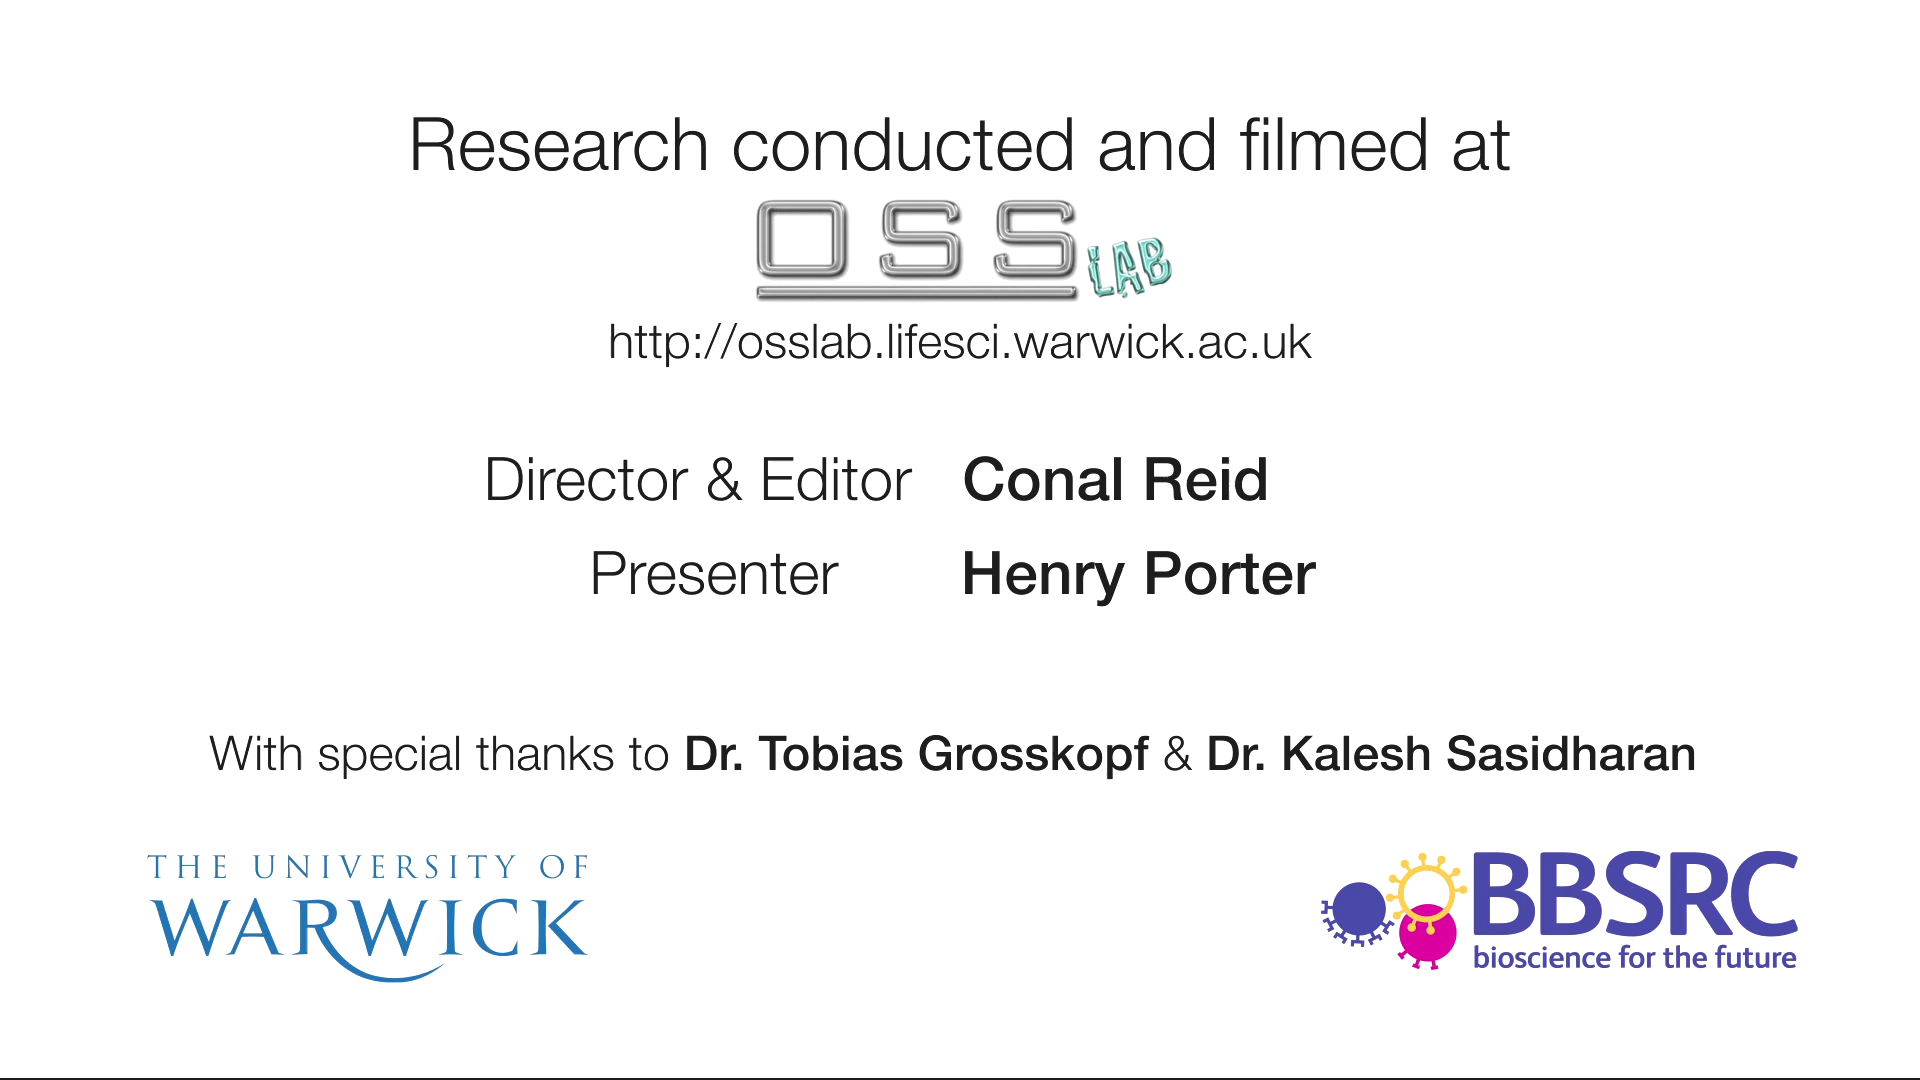 Research conducted and filmed at
OSS LAB
http://osslab.lifesci.warwick.ac.uk
Director & Editor Conal Reid
Presenter Henry Porter
With special thanks to Dr. Tobias Grosskopf & Dr. Kalesh Sasidharan
THE UNIVERSITY OF
WARWICK
BBSRC
bioscience for the future